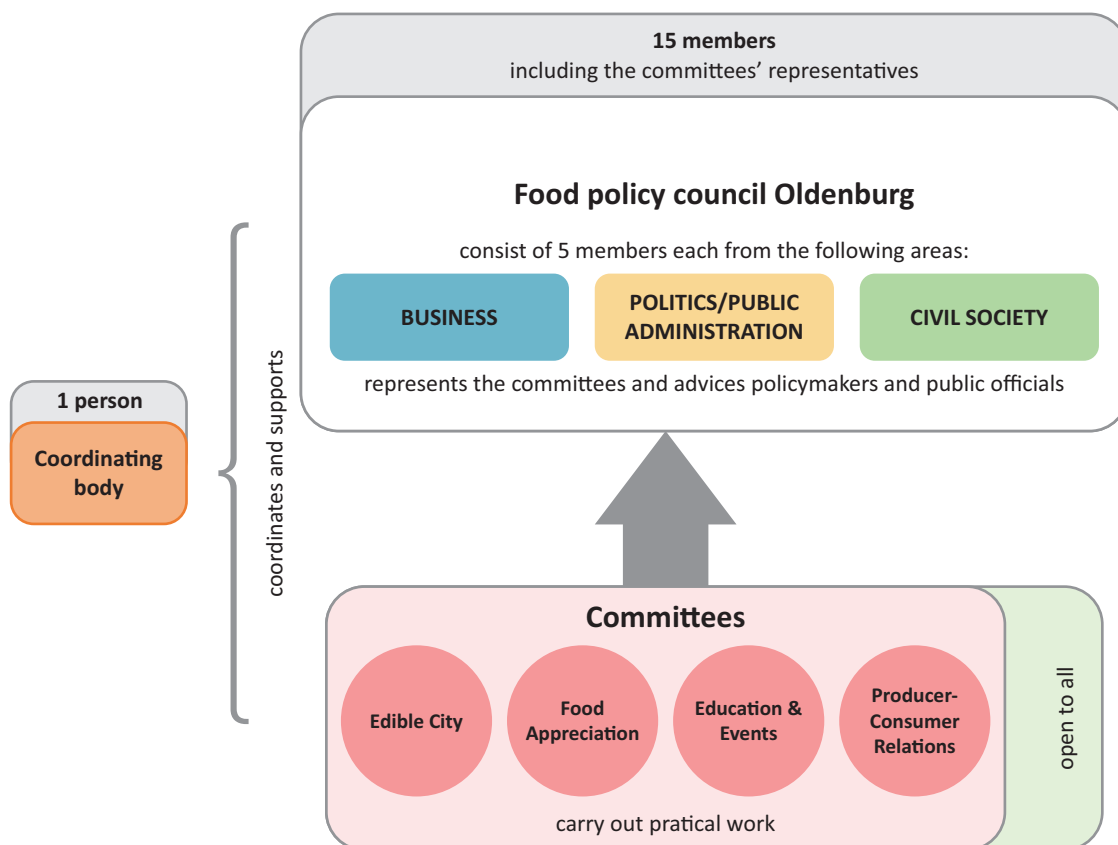 15 members
including the committees’ representatives
Food policy council Oldenburg
consist of 5 members each from the following areas:
BUSINESS
POLITICS/PUBLIC
ADMINISTRATION
CIVIL SOCIETY
represents the committees and advices policymakers and public officials
1 person
Coordinating
body
coordinates and supports
Committees
Edible City
Food
Appreciation
Education &
Events
Producer-
Consumer
Relations
carry out pratical work
open to all